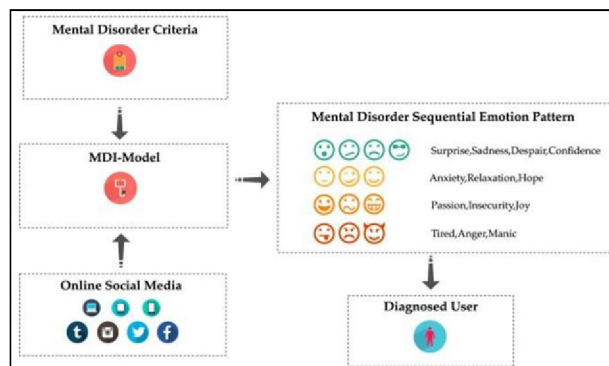 Mental Disorder Criteria
MDI-Model
Online Social Media
Mental Disorder Sequential Emotion Pattern
Surprise,Sadness,Despair,Confidence
Anxiety,Relaxation,Hope
Passion,Insecurity,Joy
Tired,Anger,Manic
Diagnosed User